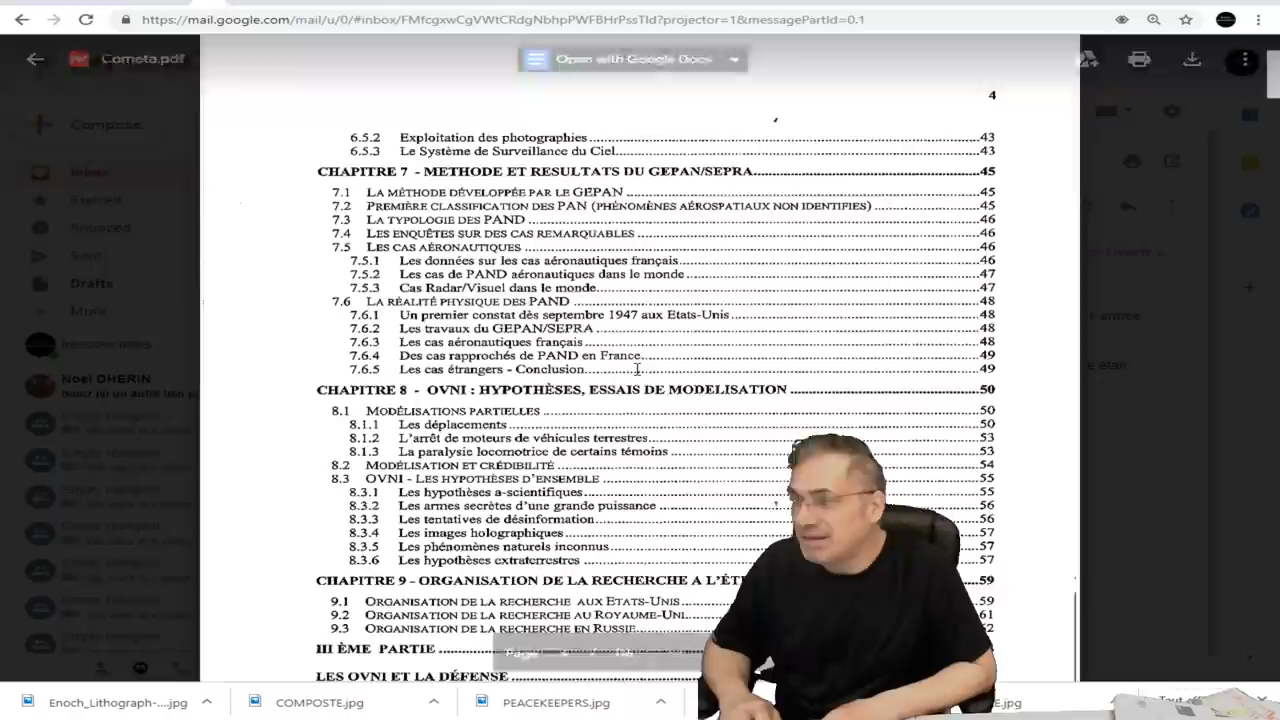 https://mail.google.com/mail/u/0/#inbox/FMfcgxwCgVWtCRdgNbhpPWFBHrPssTld?projector=1&messagePartId=0.1
Cometa.pdf
Open with Google Docs
Compose
Inbox
Starred
Snoozed
Sent
Drafts
More
Noël DHERIN
4
6.5.2 Exploitation des photographies 43
6.5.3 Le Système de Surveillance du Ciel 43
CHAPITRE 7 - METHODE ET RESULTATS DU GEPAN/SEPRA 45
7.1 LA MÉTHODE DÉVELOPPÉE PAR LE GEPAN 45
7.2 PREMIÈRE CLASSIFICATION DES PAN (PHÉNOMÈNES AÉROSPATIAUX NON IDENTIFIES) 45
7.3 LA TYPOLOGIE DES PAND 46
7.4 LES ENQUÊTES SUR DES CAS REMARQUABLES 46
7.5 LES CAS AÉRONAUTIQUES 46
7.5.1 Les données sur les cas aéronautiques français 46
7.5.2 Les cas de PAND aéronautiques dans le monde 47
7.5.3 Cas Radar/Visuel dans le monde 47
7.6 LA RÉALITÉ PHYSIQUE DES PAND 48
7.6.1 Un premier constat dès septembre 1947 aux Etats-Unis 48
7.6.2 Les travaux du GEPAN/SEPRA 48
7.6.3 Les cas aéronautiques français 48
7.6.4 Des cas rapprochés de PAND en France 49
7.6.5 Les cas étrangers - Conclusion 49
CHAPITRE 8 - OVNI : HYPOTHÈSES, ESSAIS DE MODELISATION 50
8.1 MODÉLISATIONS PARTIELLES 50
8.1.1 Les déplacements 50
8.1.2 L'arrêt de moteurs de véhicules terrestres 53
8.1.3 La paralysie locomotrice de certains témoins 53
8.2 MODÉLISATION ET CRÉDIBILITÉ 54
8.3 OVNI - LES HYPOTHÈSES D'ENSEMBLE 55
8.3.1 Les hypothèses a-scientifiques 55
8.3.2 Les armes secrètes d'une grande puissance 56
8.3.3 Les tentatives de désinformation 56
8.3.4 Les images holographiques 57
8.3.5 Les phénomènes naturels inconnus 57
8.3.6 Les hypothèses extraterrestres 57
CHAPITRE 9 - ORGANISATION DE LA RECHERCHE A L'ÉT 59
9.1 ORGANISATION DE LA RECHERCHE AUX ETATS-UNIS 59
9.2 ORGANISATION DE LA RECHERCHE AU ROYAUME-UNI 61
9.3 ORGANISATION DE LA RECHERCHE EN RUSSIE
III ÈME PARTIE
LES OVNI ET LA DÉFENSE
Enoch_Lithograph-....jpg
COMPOSTE.jpg
PEACEKEEPERS.jpg
E.jpg